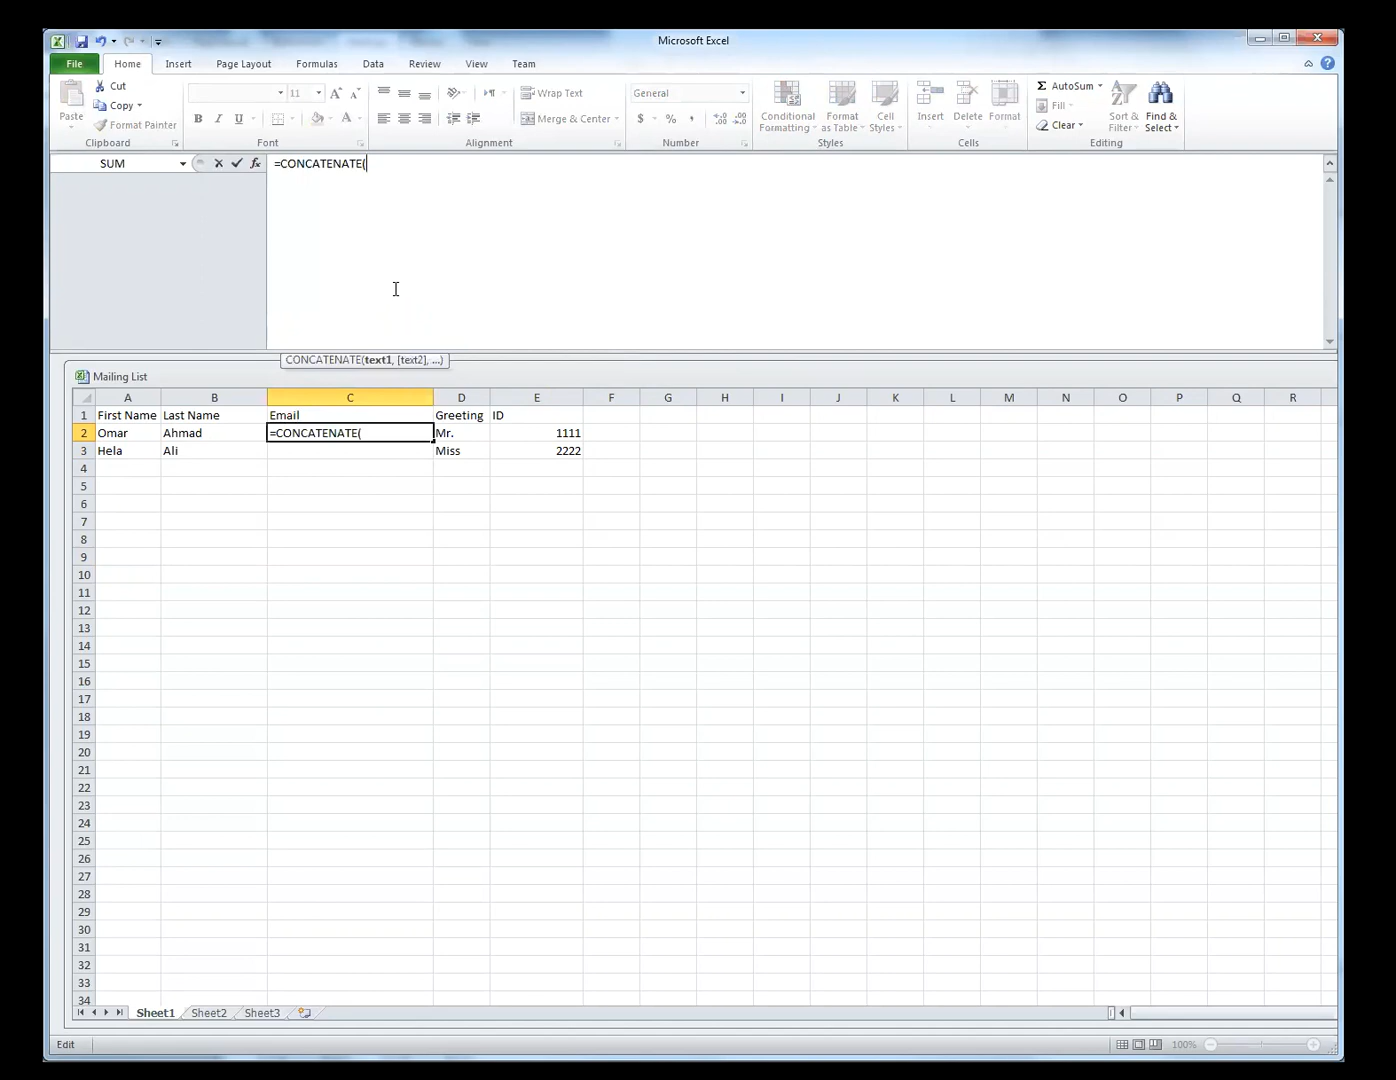 Microsoft Excel
File Home Insert Page Layout Formulas Data Review View Team
Paste
Cut
Copy
Format Painter
Clipboard
11
B I U A
Font
Wrap Text
Merge & Center
Alignment
General
$ % ,
Number
Conditional Formatting
Format as Table
Cell Styles
Styles
Insert Delete Format
Cells
Σ AutoSum
Fill
Clear
Sort & Filter
Find & Select
Editing
SUM fx =CONCATENATE(
CONCATENATE(text1, [text2], ...)
Mailing List
A B C D E F G H I J K L M N O P Q R
1 First Name Last Name Email Greeting ID
2 Omar Ahmad =CONCATENATE( Mr. 1111
3 Hela Ali Miss 2222
4
5
6
7
8
9
10
11
12
13
14
15
16
17
18
19
20
21
22
23
24
25
26
27
28
29
30
31
32
33
34
Sheet1 Sheet2 Sheet3
Edit 100%